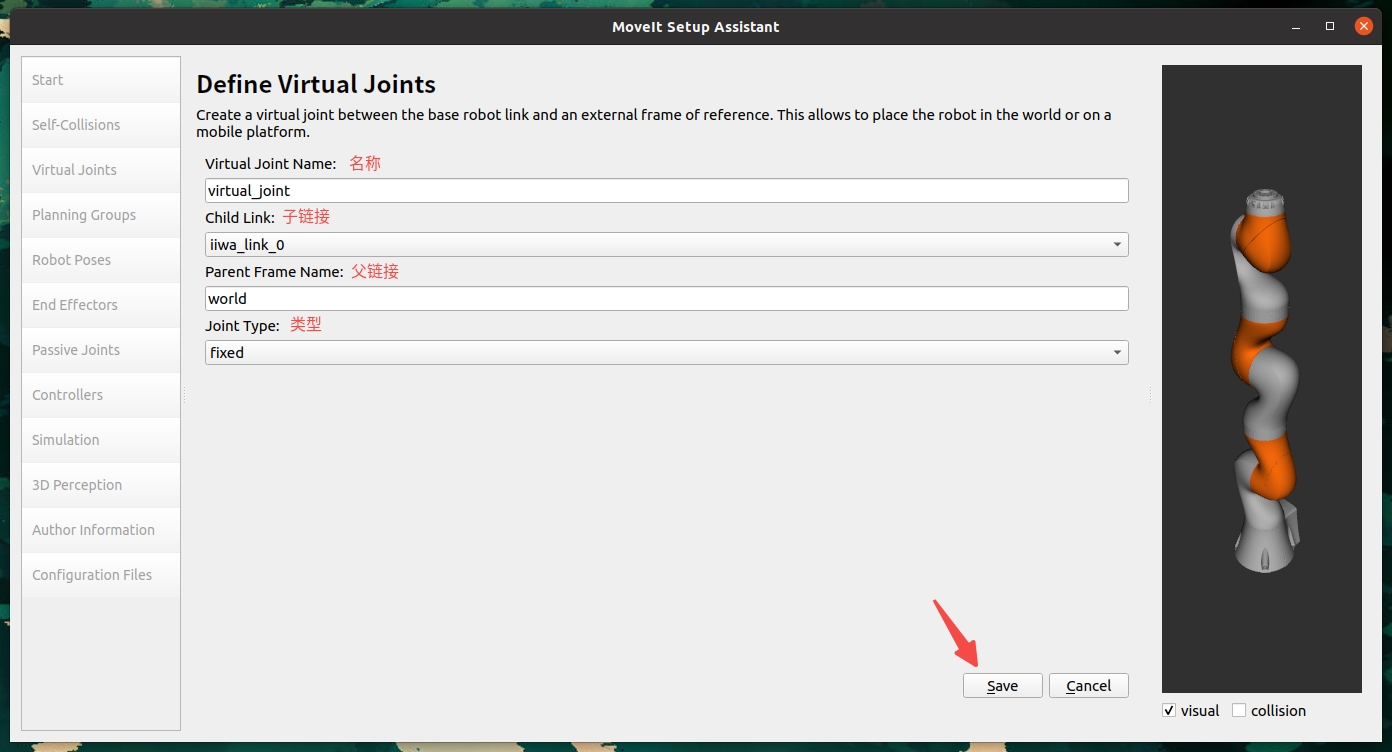 MoveIt Setup Assistant
Start
Self-Collisions
Virtual Joints
Planning Groups
Robot Poses
End Effectors
Passive Joints
Controllers
Simulation
3D Perception
Author Information
Configuration Files
Define Virtual Joints
Create a virtual joint between the base robot link and an external frame of reference. This allows to place the robot in the world or on a
mobile platform.
Virtual Joint Name: 名称
virtual_joint
Child Link: 子链接
iiwa_link_0
Parent Frame Name: 父链接
world
Joint Type: 类型
fixed
Save Cancel
visual collision